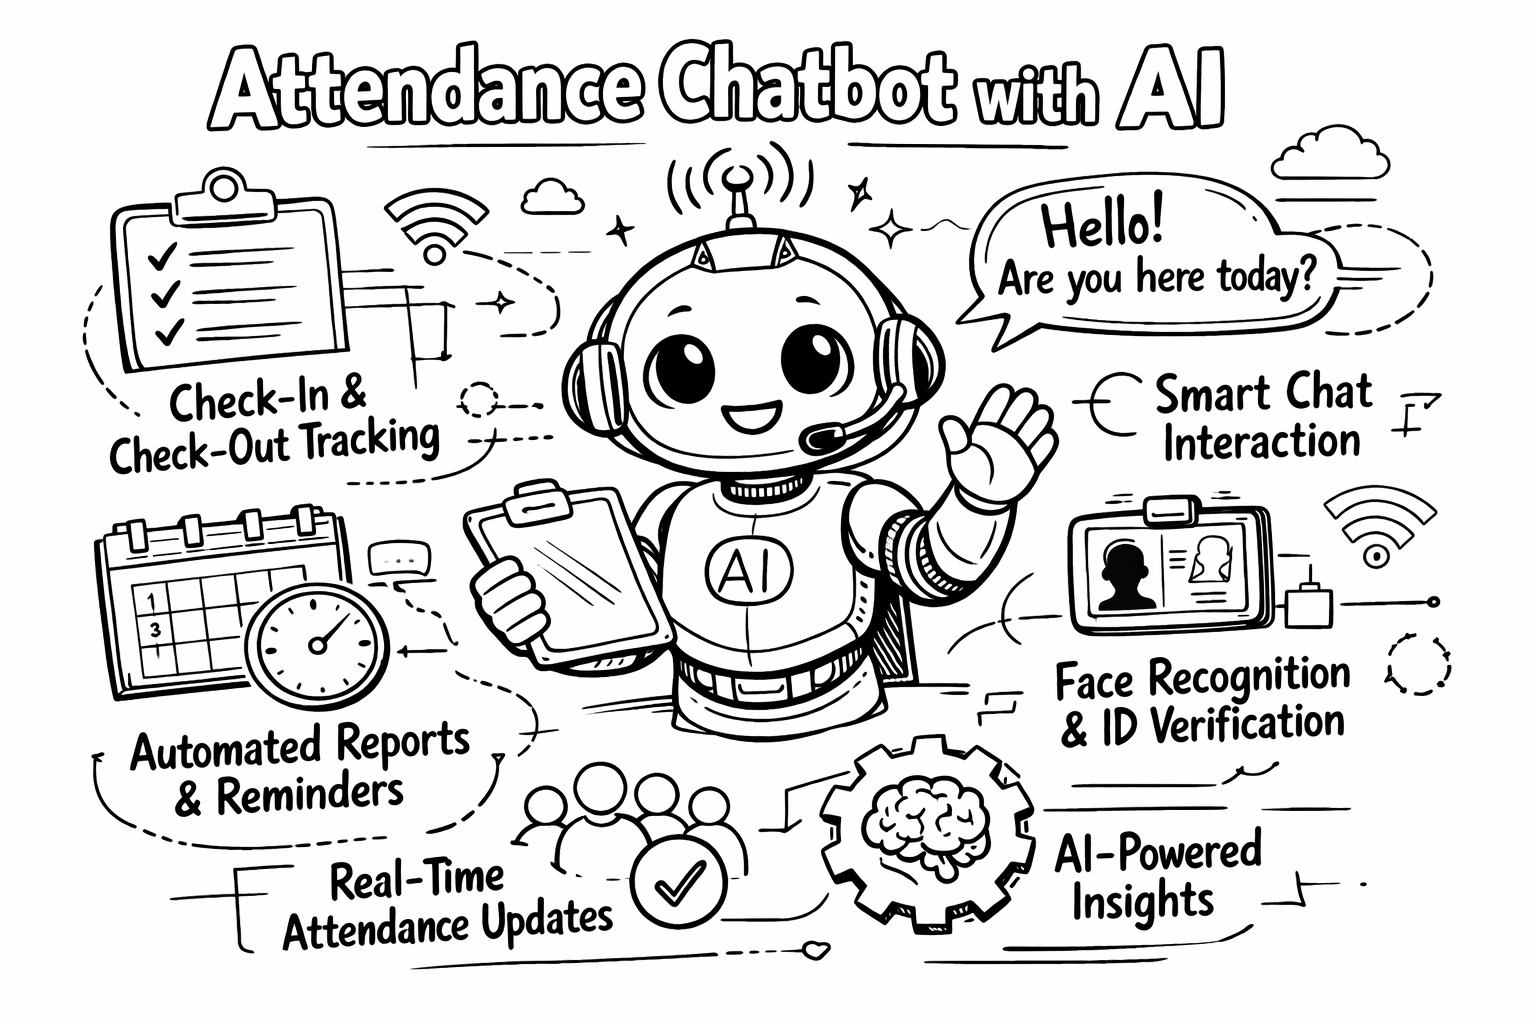 Attendance Chatbot with AI
Hello!
Are you here today?
Check-In &
Check-Out Tracking
Smart Chat
Interaction
AI
1
3
Face Recognition
& ID Verification
Automated Reports
& Reminders
Real-Time
Attendance Updates
AI-Powered
Insights